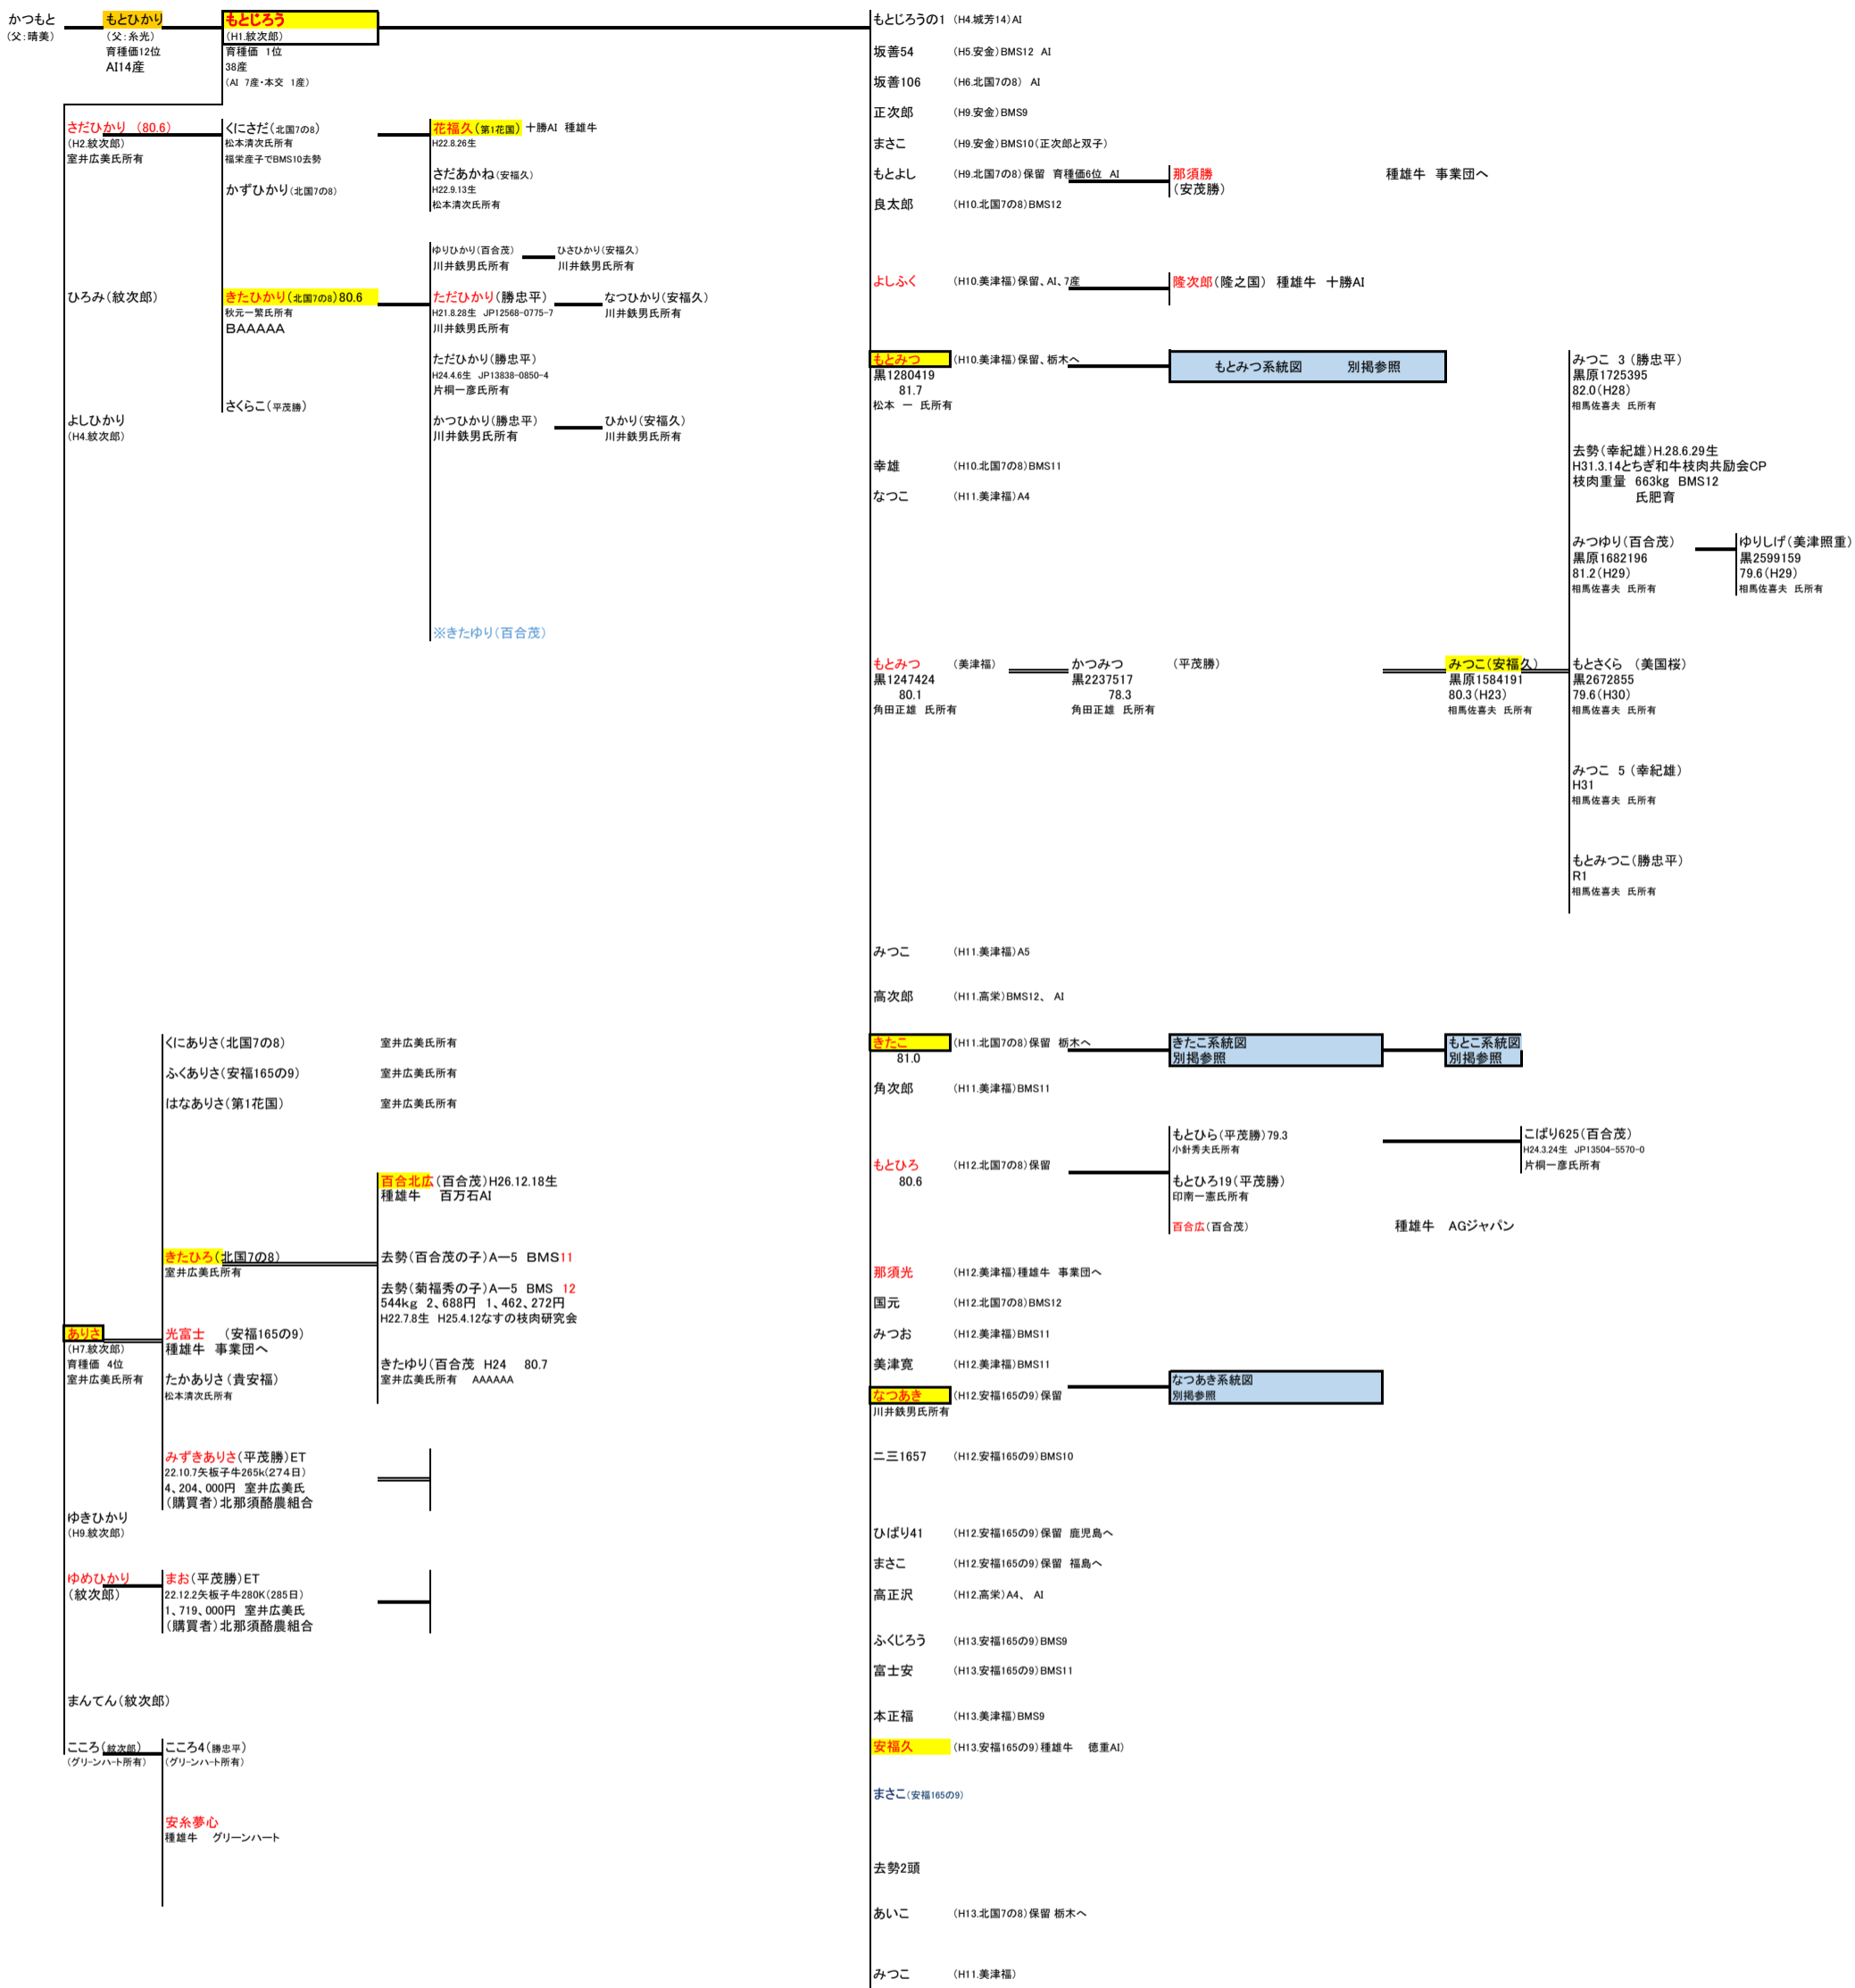 かつもと
(父:晴美)
もとひかり
(父:糸光)
育種価12位
AI14産
もとじろう
(H1.紋次郎)
育種価 1位
38産
(AI 7産・本交 1産)
さだひかり (80.6)
(H2.紋次郎)
室井広美氏所有
くにさだ(北国7の8)
松本清次氏所有
福栄産子でBMS10去勢
かずひかり(北国7の8)
花福久(第1花国) 十勝AI 種雄牛
H22.8.26生
さだあかね(安福久)
H22.9.13生
松本清次氏所有
ひろみ(紋次郎)
きたひかり(北国7の8)80.6
秋元一繁氏所有
BAAAAA
さくらこ(平茂勝)
ゆりひかり(百合茂)
川井鉄男氏所有
ひさひかり(安福久)
川井鉄男氏所有
ただひかり(勝忠平)
H21.8.28生 JP12568-0775-7
川井鉄男氏所有
なつひかり(安福久)
川井鉄男氏所有
ただひかり(勝忠平)
H24.4.6生 JP13838-0850-4
片桐一彦氏所有
かつひかり(勝忠平)
川井鉄男氏所有
ひかり(安福久)
川井鉄男氏所有
※きたゆり(百合茂)
よしひかり
(H4.紋次郎)
くにありさ(北国7の8) 室井広美氏所有
ふくありさ(安福165の9) 室井広美氏所有
はなありさ(第1花国) 室井広美氏所有
百合北広(百合茂)H26.12.18生
種雄牛 百万石AI
きたひろ(北国7の8)
室井広美氏所有
去勢(百合茂の子)A―5 BMS11
去勢(菊福秀の子)A―5 BMS 12
544kg 2、688円 1、462、272円
H22.7.8生 H25.4.12なすの枝肉研究会
きたゆり(百合茂 H24 80.7
室井広美氏所有 AAAAAA
ありさ
(H7.紋次郎)
育種価 4位
室井広美氏所有
光富士 (安福165の9)
種雄牛 事業団へ
たかありさ(貴安福)
松本清次氏所有
みずきありさ(平茂勝)ET
22.10.7矢板子牛265k(274日)
4、204、000円 室井広美氏
(購買者)北那須酪農組合
ゆきひかり
(H9.紋次郎)
ゆめひかり
(紋次郎)
まお(平茂勝)ET
22.12.2矢板子牛280K(285日)
1、719、000円 室井広美氏
(購買者)北那須酪農組合
まんてん(紋次郎)
こころ(紋次郎)
(グリーンハート所有)
こころ4(勝忠平)
(グリーンハート所有)
安糸夢心
種雄牛 グリーンハート
もとじろうの1 (H4.城芳14)AI
坂善54 (H5.安金)BMS12 AI
坂善106 (H6.北国7の8) AI
正次郎 (H9.安金)BMS9
まさこ (H9.安金)BMS10(正次郎と双子)
もとよし (H9.北国7の8)保留 育種価6位 AI
那須勝
(安茂勝)
種雄牛 事業団へ
良太郎 (H10.北国7の8)BMS12
よしふく (H10.美津福)保留、AI、7産
隆次郎(隆之国) 種雄牛 十勝AI
もとみつ (H10.美津福)保留、栃木へ
黒1280419
81.7
松本 一 氏所有
もとみつ系統図 別掲参照
幸雄 (H10.北国7の8)BMS11
なつこ (H11.美津福)A4
もとみつ (美津福)
黒1247424
80.1
角田正雄 氏所有
かつみつ (平茂勝)
黒2237517
78.3
角田正雄 氏所有
みつこ(安福久)
黒原1584191
80.3(H23)
相馬佐喜夫 氏所有
みつこ 3 (勝忠平)
黒原1725395
82.0(H28)
相馬佐喜夫 氏所有
去勢(幸紀雄)H.28.6.29生
H31.3.14とちぎ和牛枝肉共励会CP
枝肉重量 663kg BMS12
氏肥育
みつゆり(百合茂)
黒原1682196
81.2(H29)
相馬佐喜夫 氏所有
ゆりしげ(美津照重)
黒2599159
79.6(H29)
相馬佐喜夫 氏所有
もとさくら (美国桜)
黒2672855
79.6(H30)
相馬佐喜夫 氏所有
みつこ 5 (幸紀雄)
H31
相馬佐喜夫 氏所有
もとみつこ(勝忠平)
R1
相馬佐喜夫 氏所有
みつこ (H11.美津福)A5
高次郎 (H11.高栄)BMS12、 AI
きたこ (H11.北国7の8)保留 栃木へ
81.0
きたこ系統図
別掲参照
もとこ系統図
別掲参照
角次郎 (H11.美津福)BMS11
もとひろ (H12.北国7の8)保留
80.6
もとひら(平茂勝)79.3
小針秀夫氏所有
こばり625(百合茂)
H24.3.24生 JP13504-5570-0
片桐一彦氏所有
もとひろ19(平茂勝)
印南一憲氏所有
百合広(百合茂) 種雄牛 AGジャパン
那須光 (H12.美津福)種雄牛 事業団へ
国元 (H12.北国7の8)BMS12
みつお (H12.美津福)BMS11
美津寛 (H12.美津福)BMS11
なつあき (H12.安福165の9)保留
川井鉄男氏所有
なつあき系統図
別掲参照
二三1657 (H12.安福165の9)BMS10
ひばり41 (H12.安福165の9)保留 鹿児島へ
まさこ (H12.安福165の9)保留 福島へ
高正沢 (H12.高栄)A4、 AI
ふくじろう (H13.安福165の9)BMS9
富士安 (H13.安福165の9)BMS11
本正福 (H13.美津福)BMS9
安福久 (H13.安福165の9)種雄牛 徳重AI)
まさこ(安福165の9)
去勢2頭
あいこ (H13.北国7の8)保留 栃木へ
みつこ (H11.美津福)